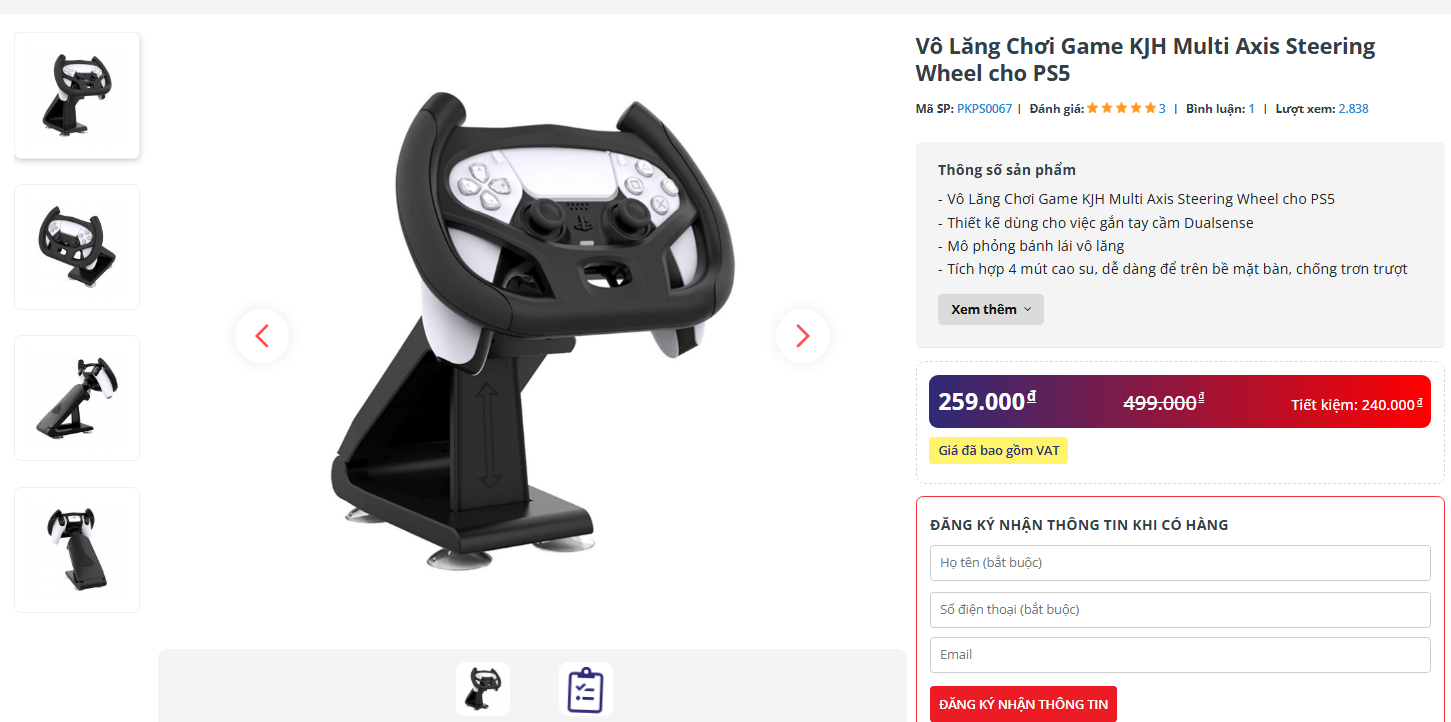 Vô Lăng Chơi Game KJH Multi Axis Steering
Wheel cho PS5
Mã SP: PKPS0067 | Đánh giá: 3 | Bình luận: 1 | Lượt xem: 2.838
Thông số sản phẩm
- Vô Lăng Chơi Game KJH Multi Axis Steering Wheel cho PS5
- Thiết kế dùng cho việc gắn tay cầm Dualsense
- Mô phỏng bánh lái vô lăng
- Tích hợp 4 mút cao su, dễ dàng để trên bề mặt bàn, chống trơn trượt
Xem thêm
259.000đ 499.000đ Tiết kiệm: 240.000đ
Giá đã bao gồm VAT
ĐĂNG KÝ NHẬN THÔNG TIN KHI CÓ HÀNG
Họ tên (bắt buộc)
Số điện thoại (bắt buộc)
Email
ĐĂNG KÝ NHẬN THÔNG TIN